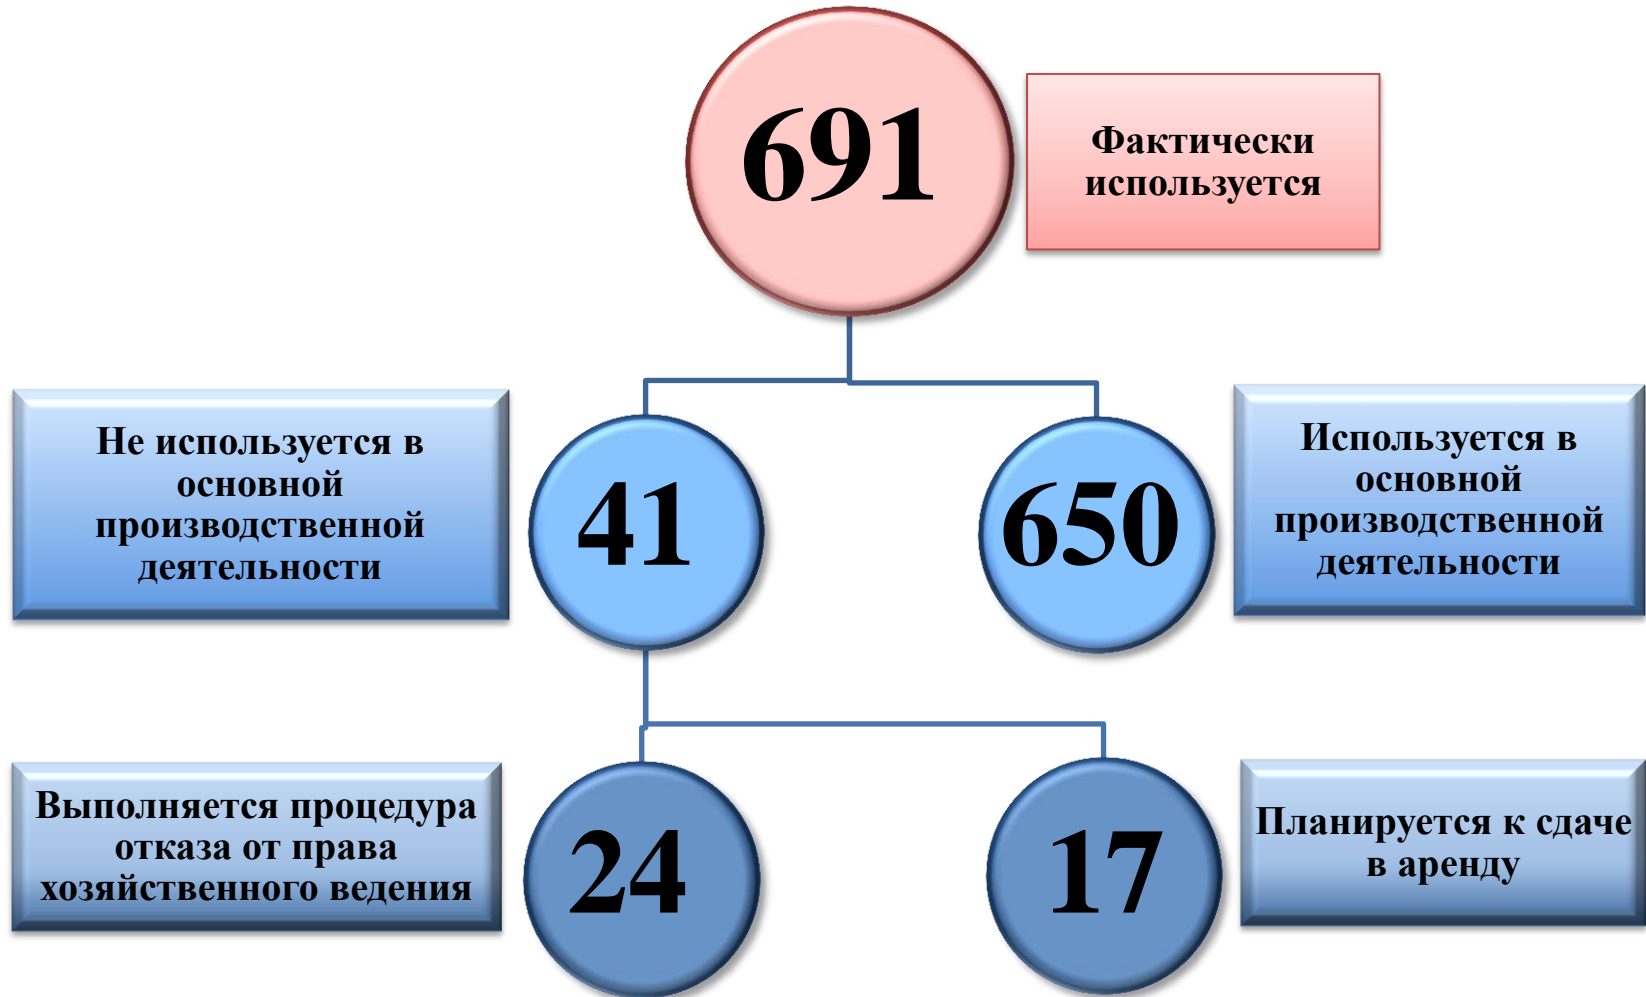 691
Фактически
используется
Не используется в
основной
производственной
деятельности
41
650
Используется в
основной
производственной
деятельности
Выполняется процедура
отказа от права
хозяйственного ведения
24
17
Планируется к сдаче
в аренду